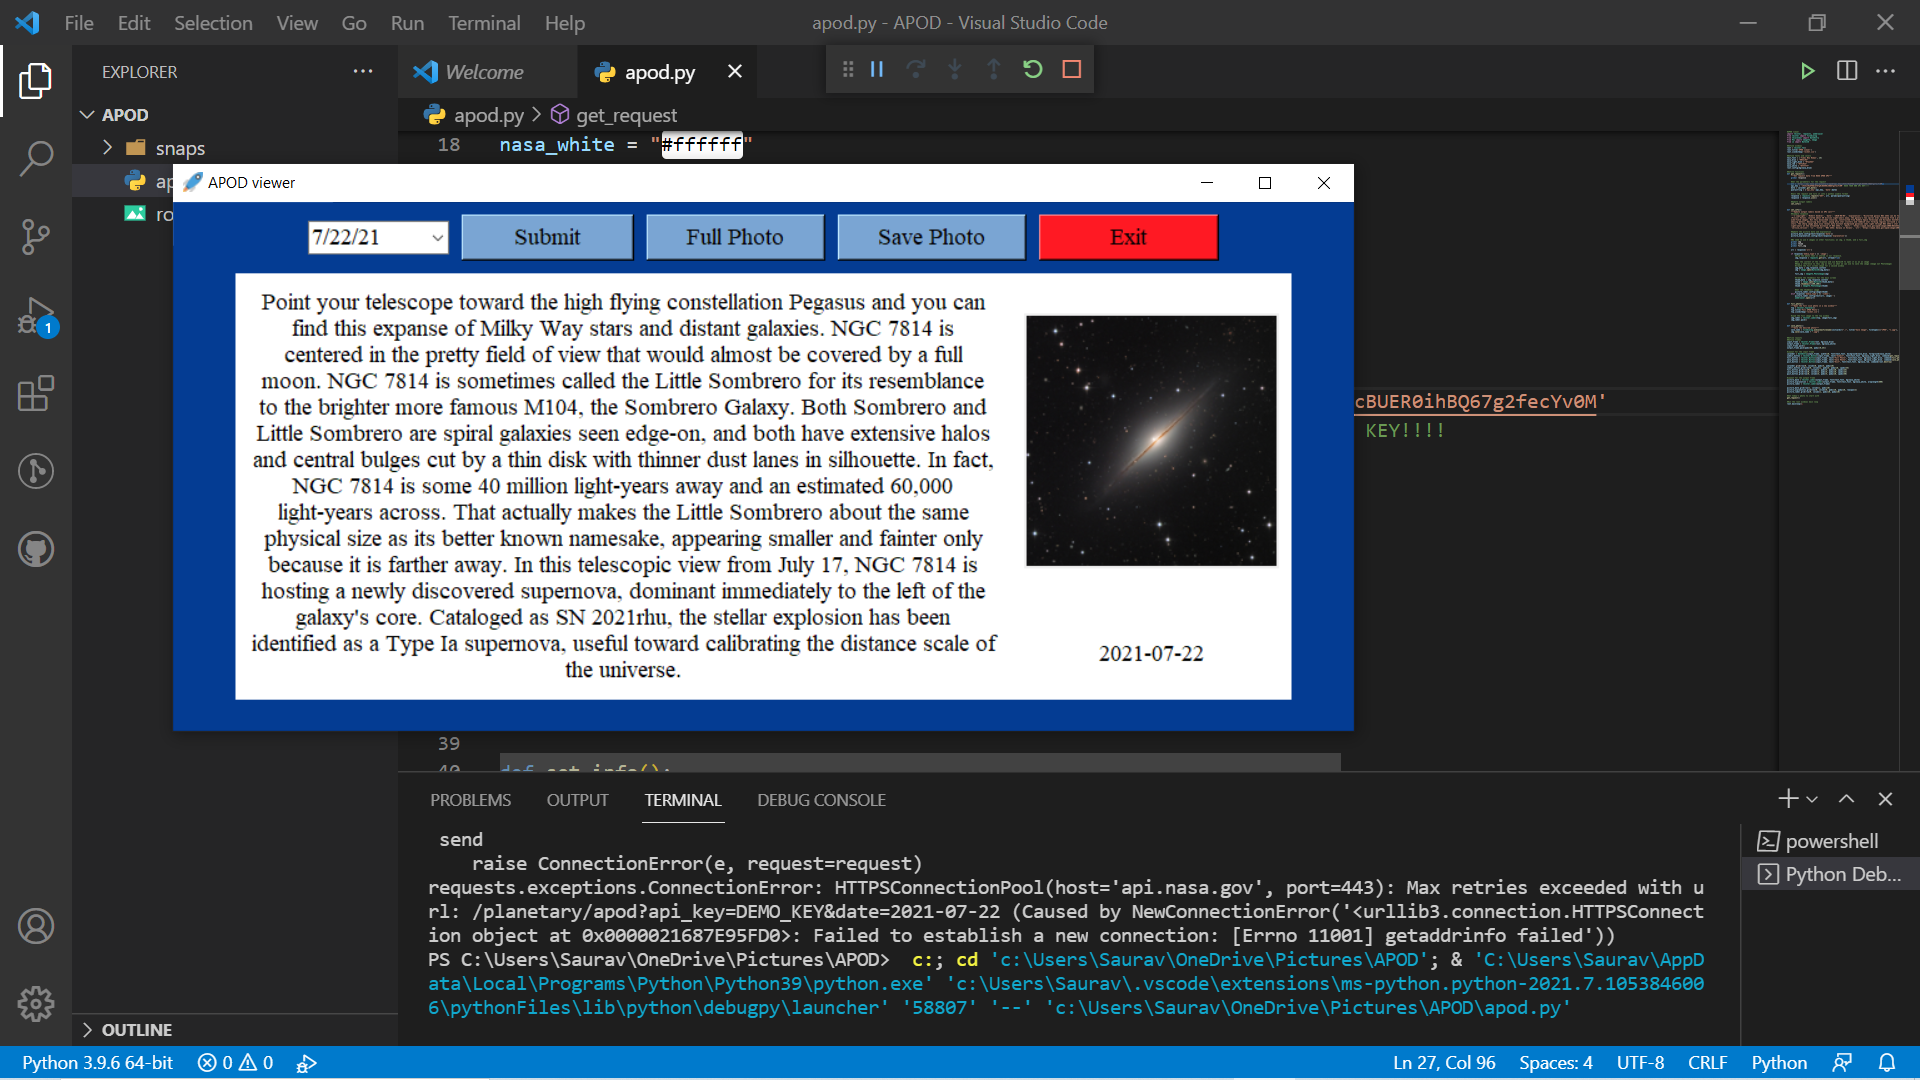 File Edit Selection View Go Run Terminal Help
apod.py - APOD - Visual Studio Code
EXPLORER
Welcome
apod.py
APOD
apod.py > get_request
snaps
18 nasa_white = "#ffffff"
ap
ro
APOD viewer
7/22/21
Submit
Full Photo
Save Photo
Exit
Point your telescope toward the high flying constellation Pegasus and you can
find this expanse of Milky Way stars and distant galaxies. NGC 7814 is
centered in the pretty field of view that would almost be covered by a full
moon. NGC 7814 is sometimes called the Little Sombrero for its resemblance
to the brighter more famous M104, the Sombrero Galaxy. Both Sombrero and
Little Sombrero are spiral galaxies seen edge-on, and both have extensive halos
and central bulges cut by a thin disk with thinner dust lanes in silhouette. In fact,
NGC 7814 is some 40 million light-years away and an estimated 60,000
light-years across. That actually makes the Little Sombrero about the same
physical size as its better known namesake, appearing smaller and fainter only
because it is farther away. In this telescopic view from July 17, NGC 7814 is
hosting a newly discovered supernova, dominant immediately to the left of the
galaxy's core. Cataloged as SN 2021rhu, the stellar explosion has been
identified as a Type Ia supernova, useful toward calibrating the distance scale of
the universe.
2021-07-22
cBUER0ihBQ67g2fecYv0M'
KEY!!!!
1
39
PROBLEMS OUTPUT TERMINAL DEBUG CONSOLE
powershell
Python Deb...
send
raise ConnectionError(e, request=request)
requests.exceptions.ConnectionError: HTTPSConnectionPool(host='api.nasa.gov', port=443): Max retries exceeded with u
rl: /planetary/apod?api_key=DEMO_KEY&date=2021-07-22 (Caused by NewConnectionError('<urllib3.connection.HTTPSConnect
ion object at 0x0000021687E95FD0>: Failed to establish a new connection: [Errno 11001] getaddrinfo failed'))
PS C:\Users\Saurav\OneDrive\Pictures\APOD> c:; cd 'c:\Users\Saurav\OneDrive\Pictures\APOD'; & 'C:\Users\Saurav\AppD
ata\Local\Programs\Python\Python39\python.exe' 'c:\Users\Saurav\.vscode\extensions\ms-python.python-2021.7.105384600
6\pythonFiles\lib\python\debugpy\launcher' '58807' '--' 'c:\Users\Saurav\OneDrive\Pictures\APOD\apod.py'
OUTLINE
Python 3.9.6 64-bit 0 0
Ln 27, Col 96 Spaces: 4 UTF-8 CRLF Python